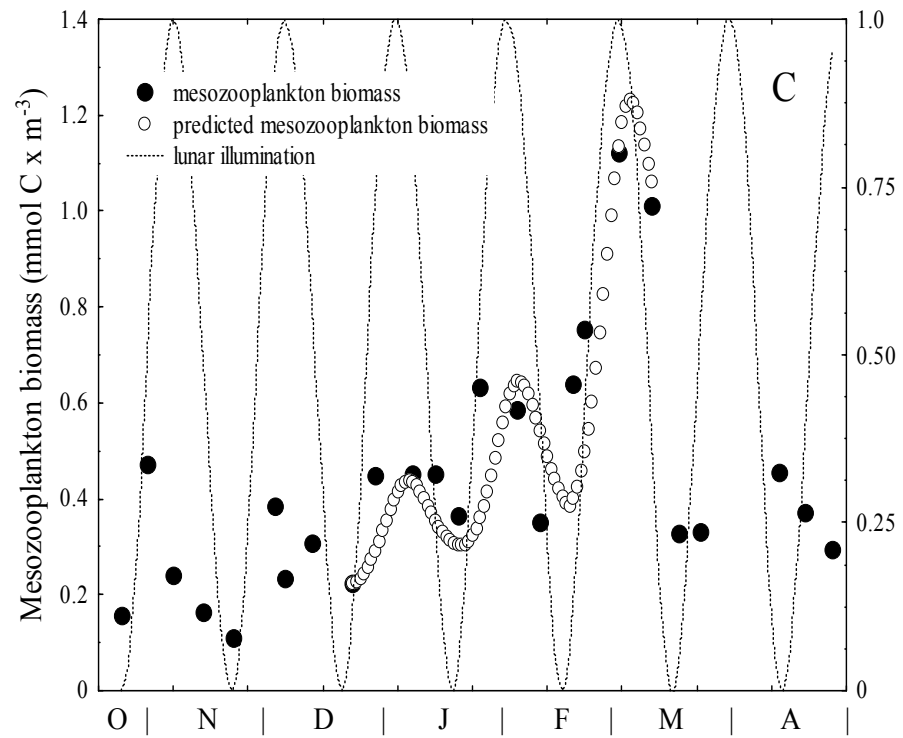 1.4
1.2
1.0
0.8
0.6
0.4
0.2
0
Mesozooplankton biomass (mmol C x m⁻³)
1.0
0.75
0.50
0.25
0
C
mesozooplankton biomass
predicted mesozooplankton biomass
lunar illumination
O | N | D | J | F | M | A |